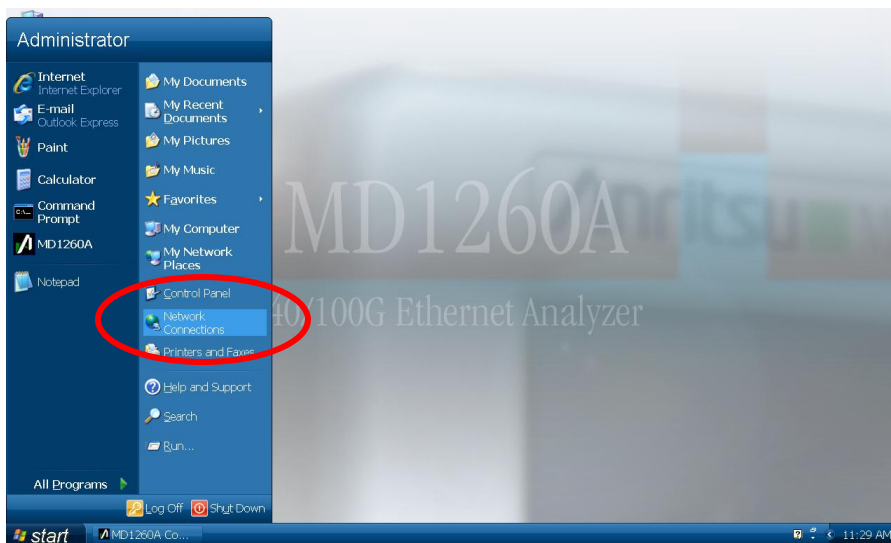 Administrator
Internet
Internet Explorer
E-mail
Outlook Express
Paint
Calculator
Command
Prompt
MD1260A
Notepad
All Programs
My Documents
My Recent
Documents
My Pictures
My Music
Favorites
My Computer
My Network
Places
Control Panel
Network
Connections
Printers and Faxes
Help and Support
Search
Run...
Log Off
Shut Down
MD1260A
Anritsu
40/100G Ethernet Analyzer
start
MD1260A Co...
11:29 AM